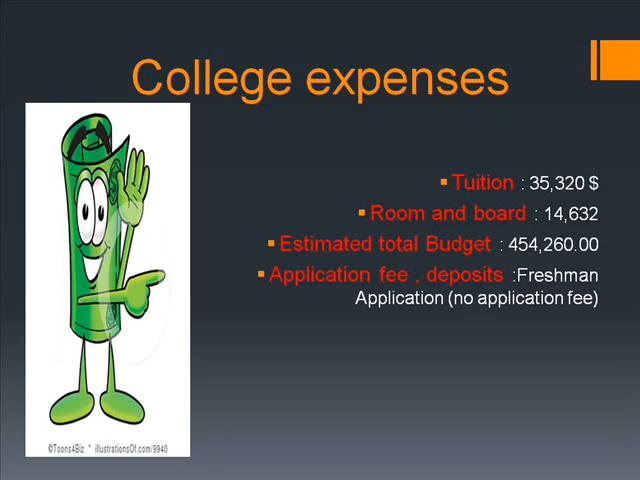 College expenses
Tuition : 35,320 $
Room and board : 14,632
Estimated total Budget : 454,260.00
Application fee , deposits :Freshman
Application (no application fee)
©Toons4Biz * illustrationsOf.com/9940